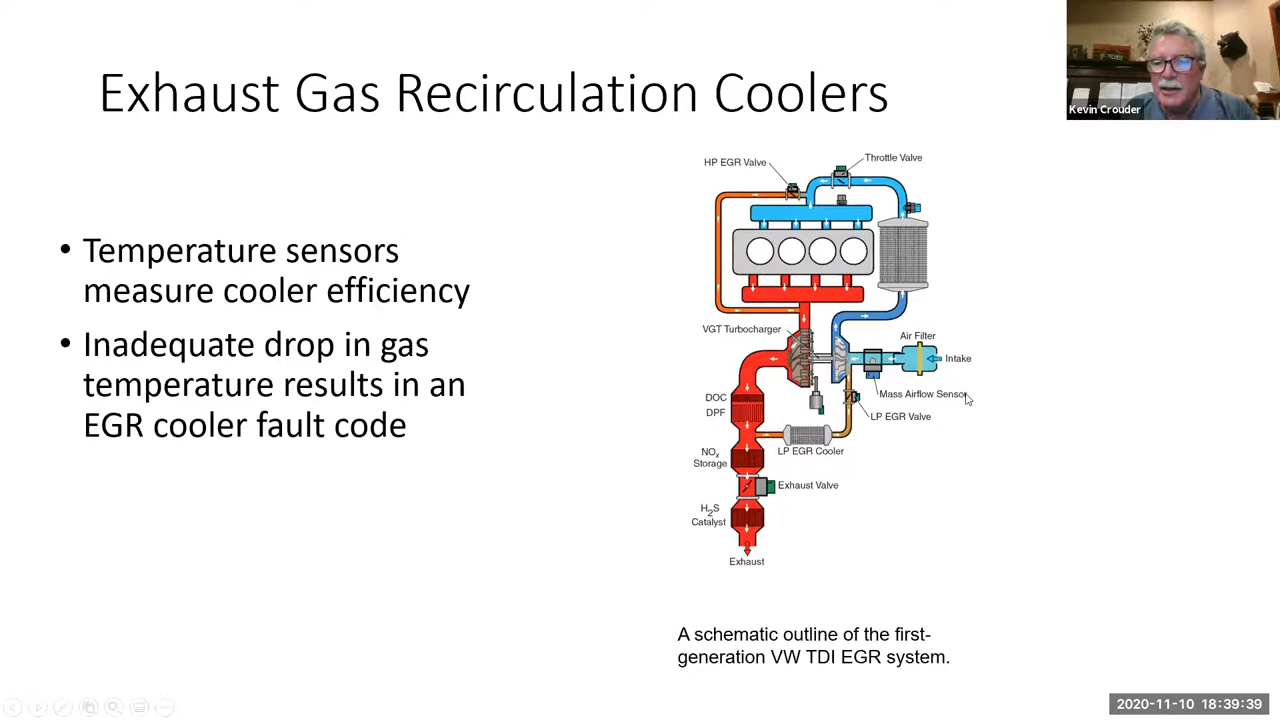 Exhaust Gas Recirculation Coolers
Kevin Crouder
• Temperature sensors
measure cooler efficiency
• Inadequate drop in gas
temperature results in an
EGR cooler fault code
HP EGR Valve
Throttle Valve
VGT Turbocharger
Air Filter
Intake
Mass Airflow Sensor
LP EGR Valve
DOC
DPF
LP EGR Cooler
NOx
Storage
Exhaust Valve
H2S
Catalyst
Exhaust
A schematic outline of the first-
generation VW TDI EGR system.
2020-11-10 18:39:39